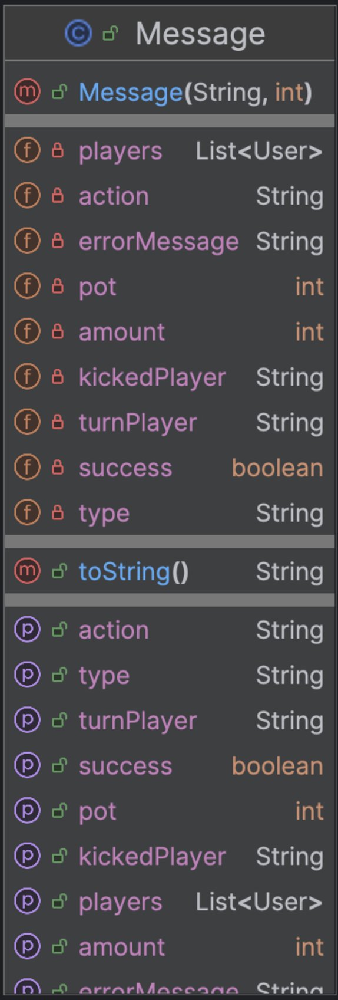 © Message
m Message(String, int)
f players List<User>
f action String
f errorMessage String
f pot int
f amount int
f kickedPlayer String
f turnPlayer String
f success boolean
f type String
m toString() String
p action String
p type String
p turnPlayer String
p success boolean
p pot int
p kickedPlayer String
p players List<User>
p amount int
p errorMessage String